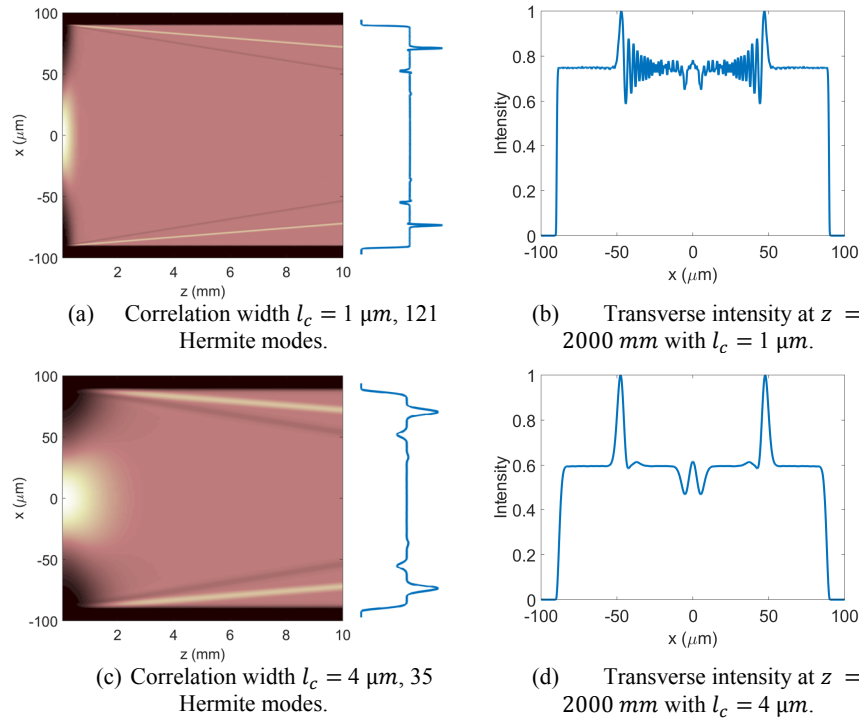 100
50
0
-50
-100
x (μm)
2 4 6 8 10
z (mm)
1
0.8
0.6
0.4
0.2
0
Intensity
-100 -50 0 50 100
x (μm)
(a) Correlation width l_c = 1 μm, 121
Hermite modes.
(b) Transverse intensity at z =
2000 mm with l_c = 1 μm.
100
50
0
-50
-100
x (μm)
2 4 6 8 10
z (mm)
1
0.8
0.6
0.4
0.2
0
Intensity
-100 -50 0 50 100
x (μm)
(c) Correlation width l_c = 4 μm, 35
Hermite modes.
(d) Transverse intensity at z =
2000 mm with l_c = 4 μm.